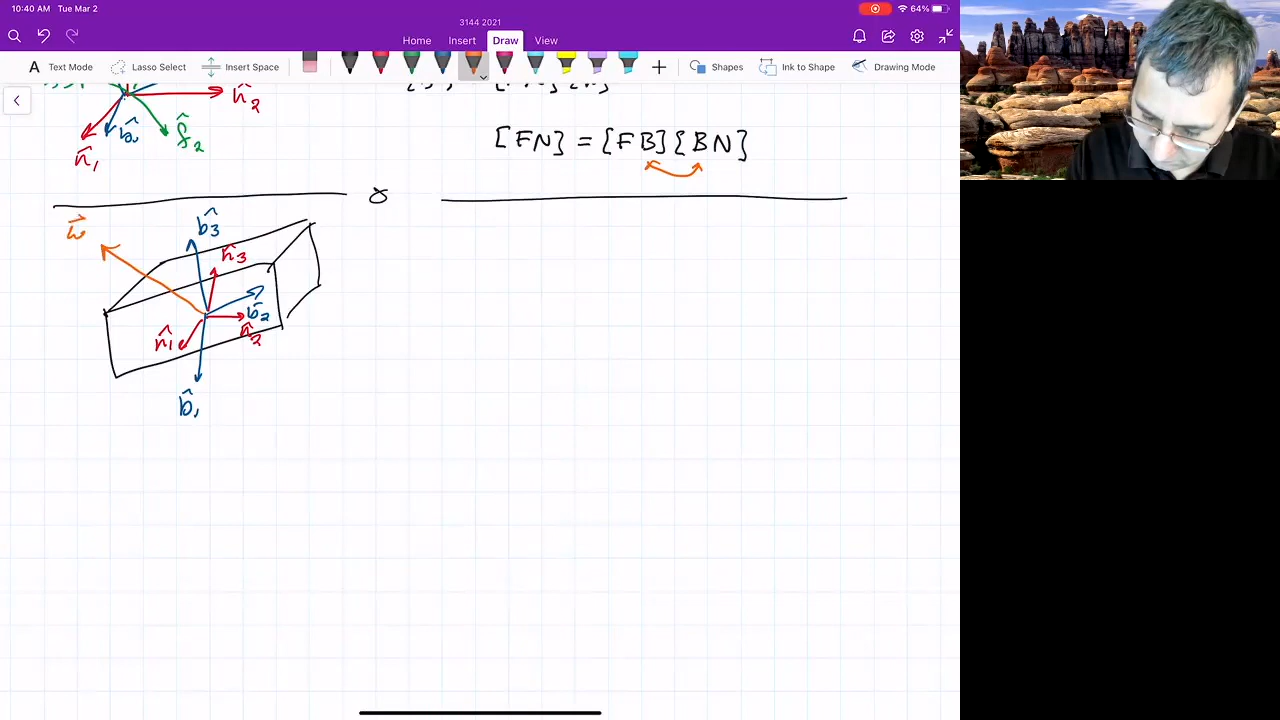 10:40 AM Tue Mar 2
64%
3144 2021
Home Insert Draw View
A Text Mode Lasso Select Insert Space Shapes Ink to Shape Drawing Mode
n̂₂
n̂₁
f̂₂
[FN] = [FB][BN]
ω⃗
b̂₃
n̂₃
b̂₂
n̂₁
n̂₂
b̂₁